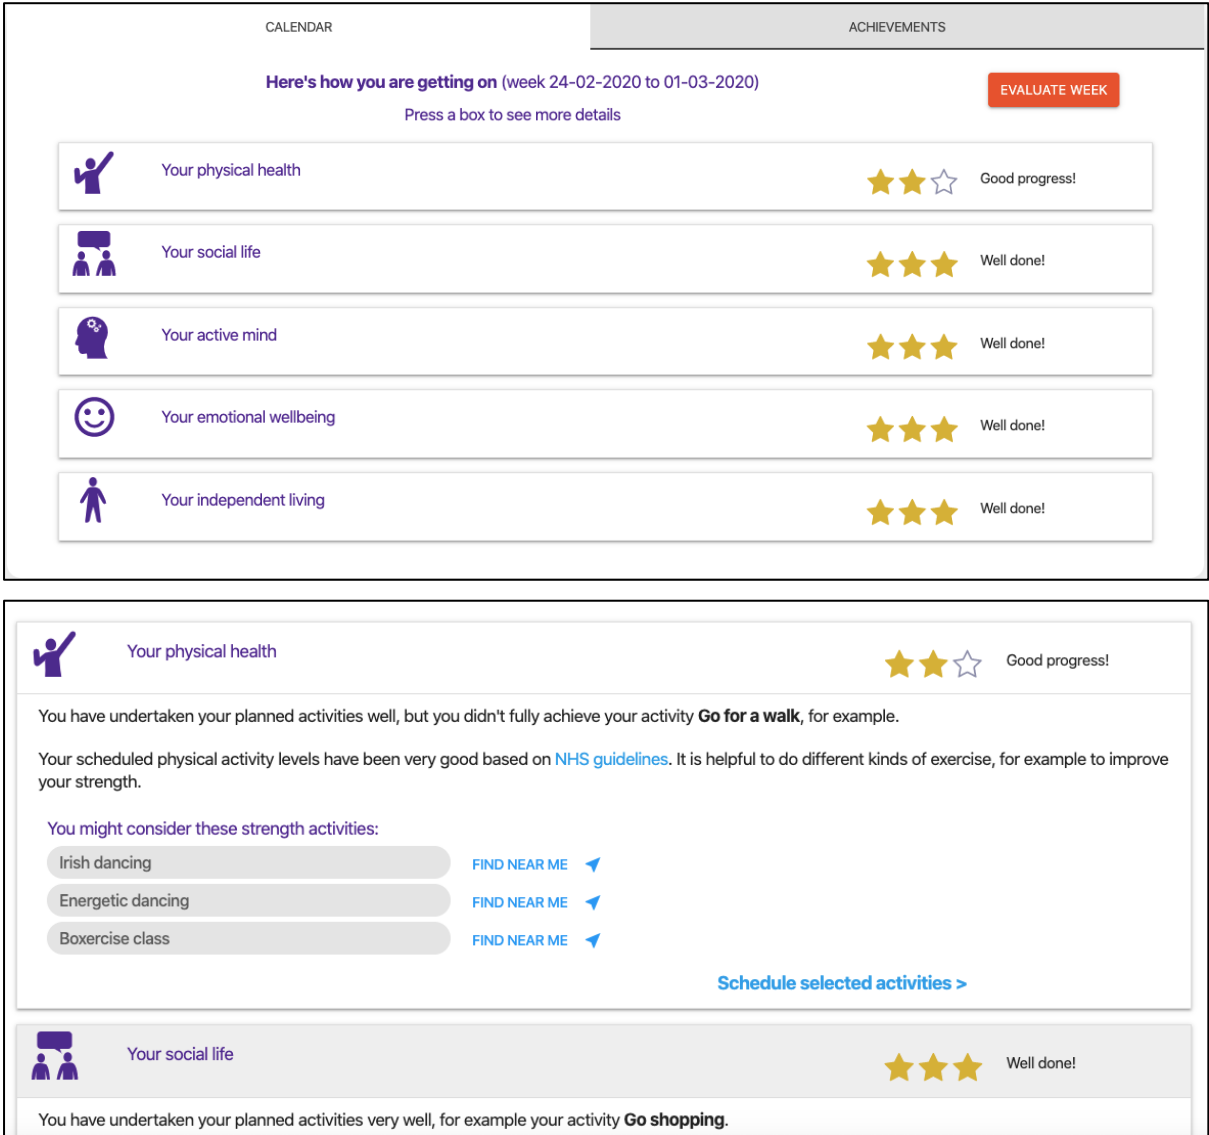 CALENDAR
ACHIEVEMENTS
Here's how you are getting on (week 24-02-2020 to 01-03-2020)
EVALUATE WEEK
Press a box to see more details
Your physical health
Good progress!
Your social life
Well done!
Your active mind
Well done!
Your emotional wellbeing
Well done!
Your independent living
Well done!
Your physical health
Good progress!
You have undertaken your planned activities well, but you didn't fully achieve your activity Go for a walk, for example.
Your scheduled physical activity levels have been very good based on NHS guidelines. It is helpful to do different kinds of exercise, for example to improve
your strength.
You might consider these strength activities:
Irish dancing
FIND NEAR ME
Energetic dancing
FIND NEAR ME
Boxercise class
FIND NEAR ME
Schedule selected activities >
Your social life
Well done!
You have undertaken your planned activities very well, for example your activity Go shopping.